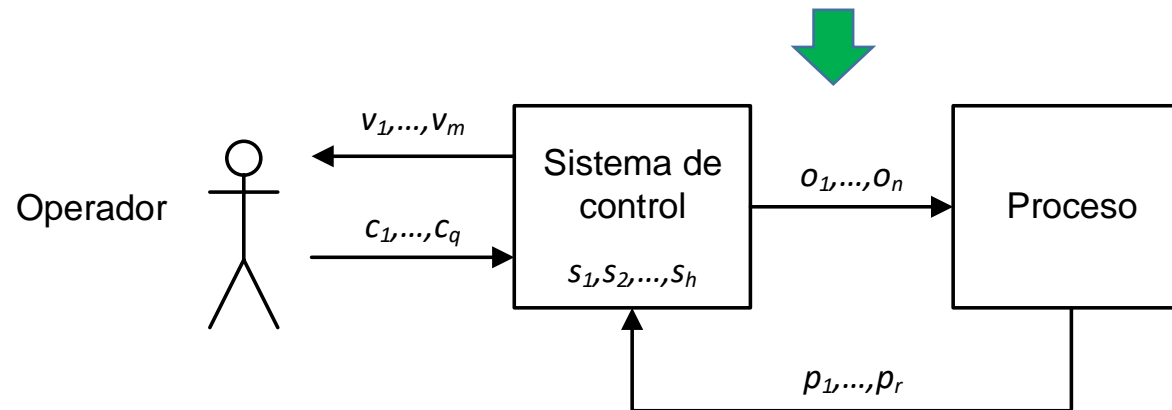 v1,...,vm
Operador
c1,...,cq
Sistema de
control
s1,s2,...,sh
o1,...,on
Proceso
p1,...,pr